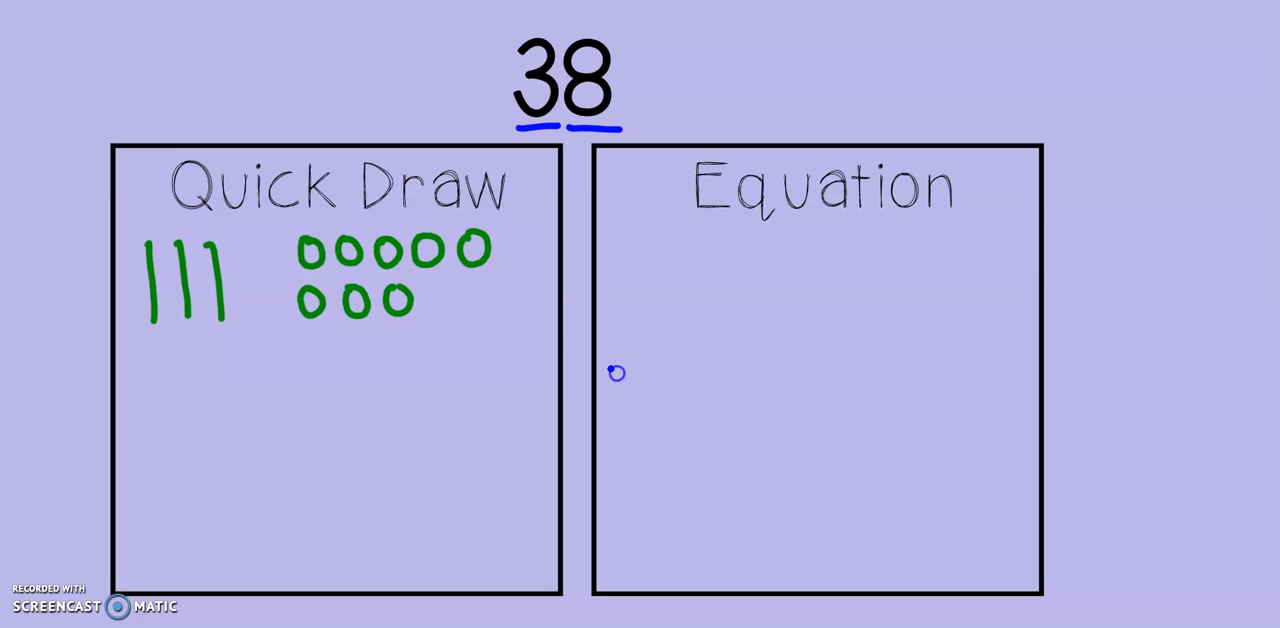 38
Quick Draw
Equation
RECORDED WITH
SCREENCAST MATIC